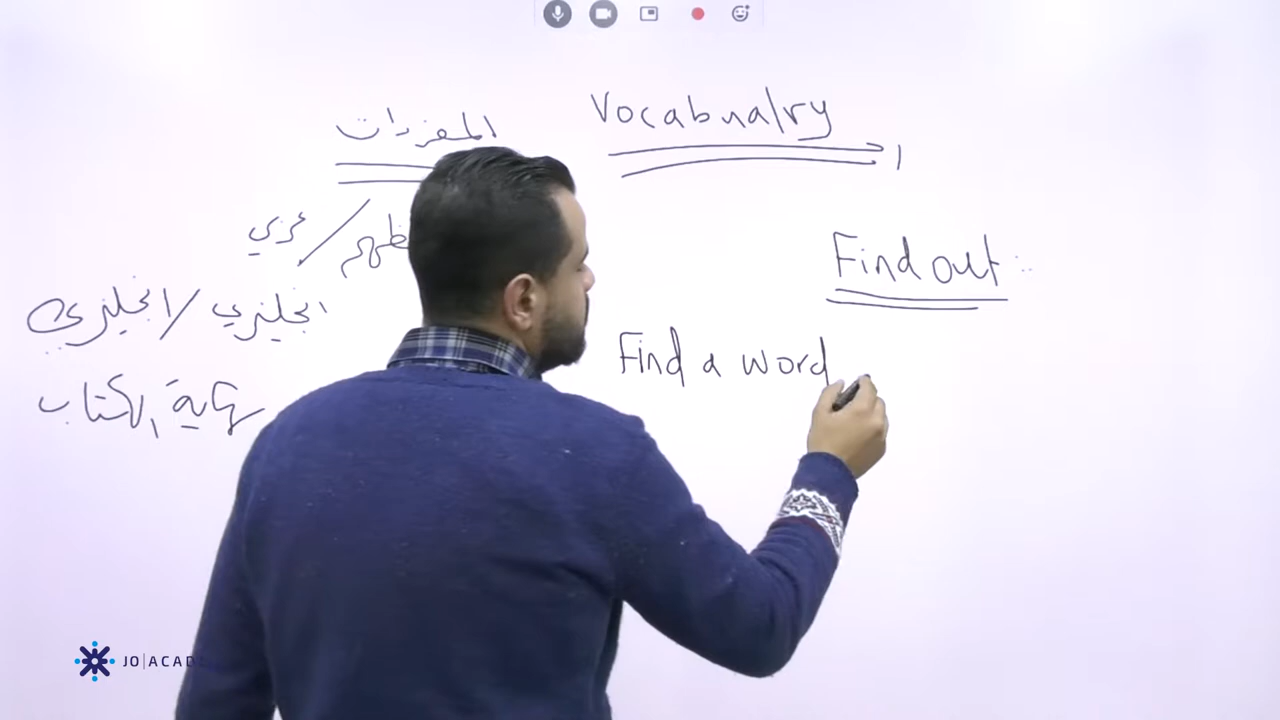 Vocabualry
المفردات
Find out
عربي /
انجليزي / انجليزي
Find a word
نهاية الكتاب
JO|ACAD